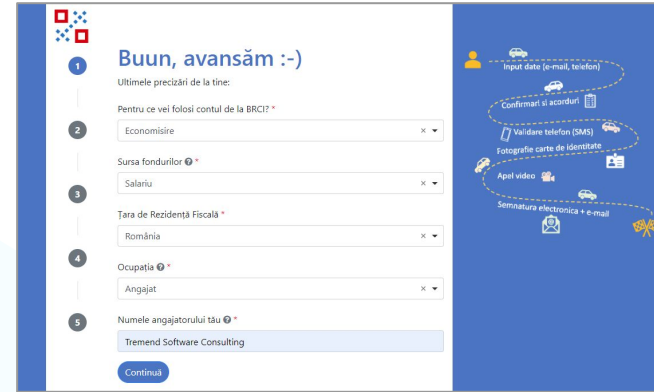 Buun, avansăm :-)
Ultimele precizări de la tine:
Pentru ce vei folosi contul de la BRCI? *
Economisire
Sursa fondurilor *
Salariu
Țara de Rezidență Fiscală *
România
Ocupația *
Angajat
Numele angajatorului tău *
Tremend Software Consulting
Continuă
1
2
3
4
5
Input date (e-mail, telefon)
Confirmari si acorduri
Validare telefon (SMS)
Fotografie carte de identitate
Apel video
Semnatura electronica + e-mail